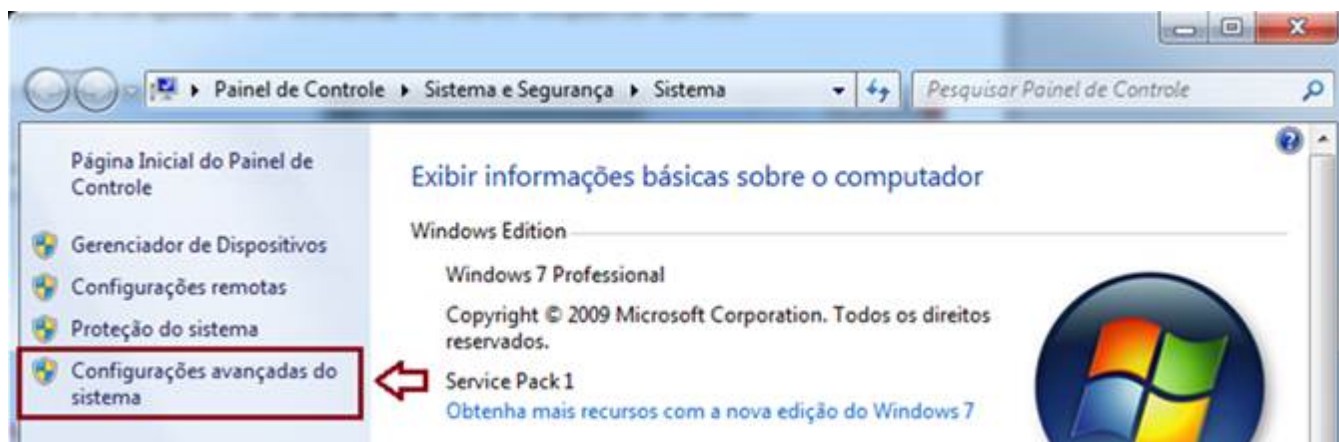 Painel de Controle Sistema e Segurança Sistema
Pesquisar Painel de Controle
Página Inicial do Painel de
Controle
Gerenciador de Dispositivos
Configurações remotas
Proteção do sistema
Configurações avançadas do
sistema
Exibir informações básicas sobre o computador
Windows Edition
Windows 7 Professional
Copyright © 2009 Microsoft Corporation. Todos os direitos
reservados.
Service Pack 1
Obtenha mais recursos com a nova edição do Windows 7